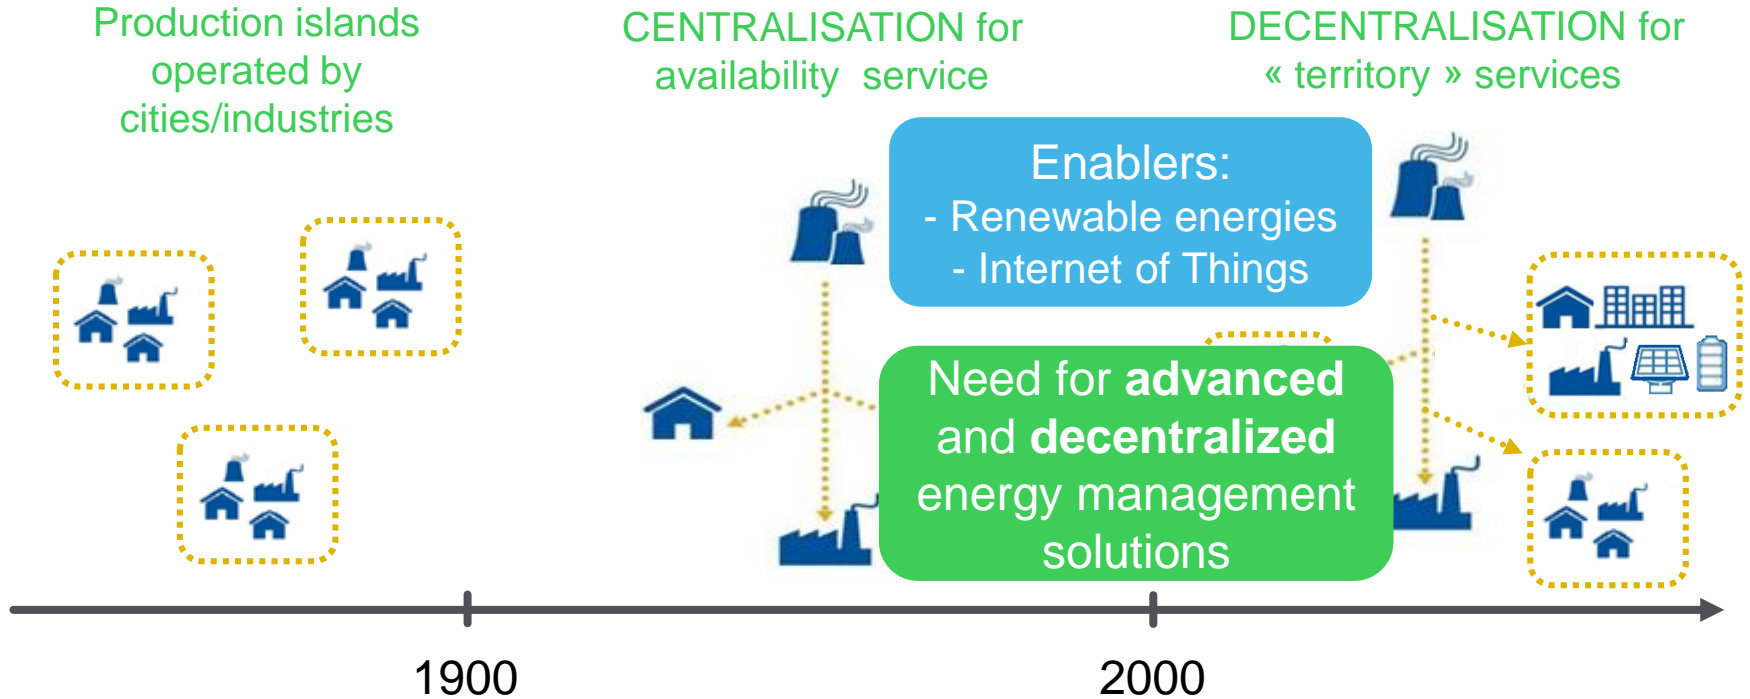 Production islands
operated by
cities/industries
CENTRALISATION for
availability service
DECENTRALISATION for
« territory » services
Enablers:
- Renewable energies
- Internet of Things
Need for advanced
and decentralized
energy management
solutions
1900
2000